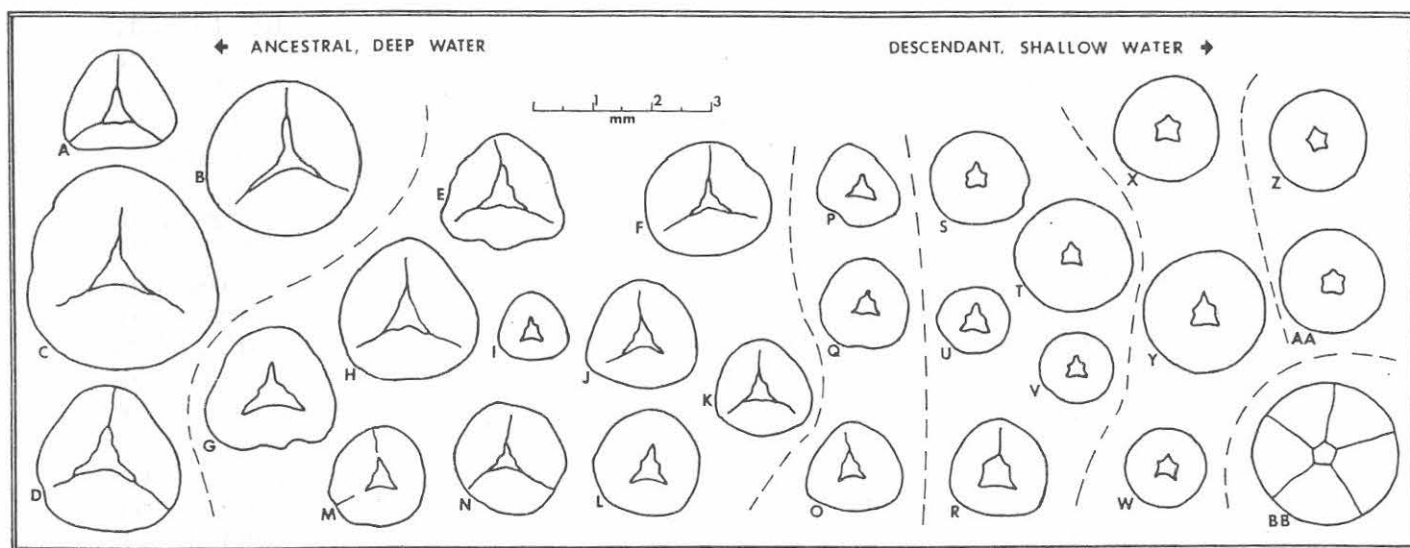 ← ANCESTRAL, DEEP WATER
DESCENDANT, SHALLOW WATER →
1 2 3
mm
A
B
C
D
E
F
G
H
I
J
K
L
M
N
O
P
Q
R
S
T
U
V
W
X
Y
Z
AA
BB